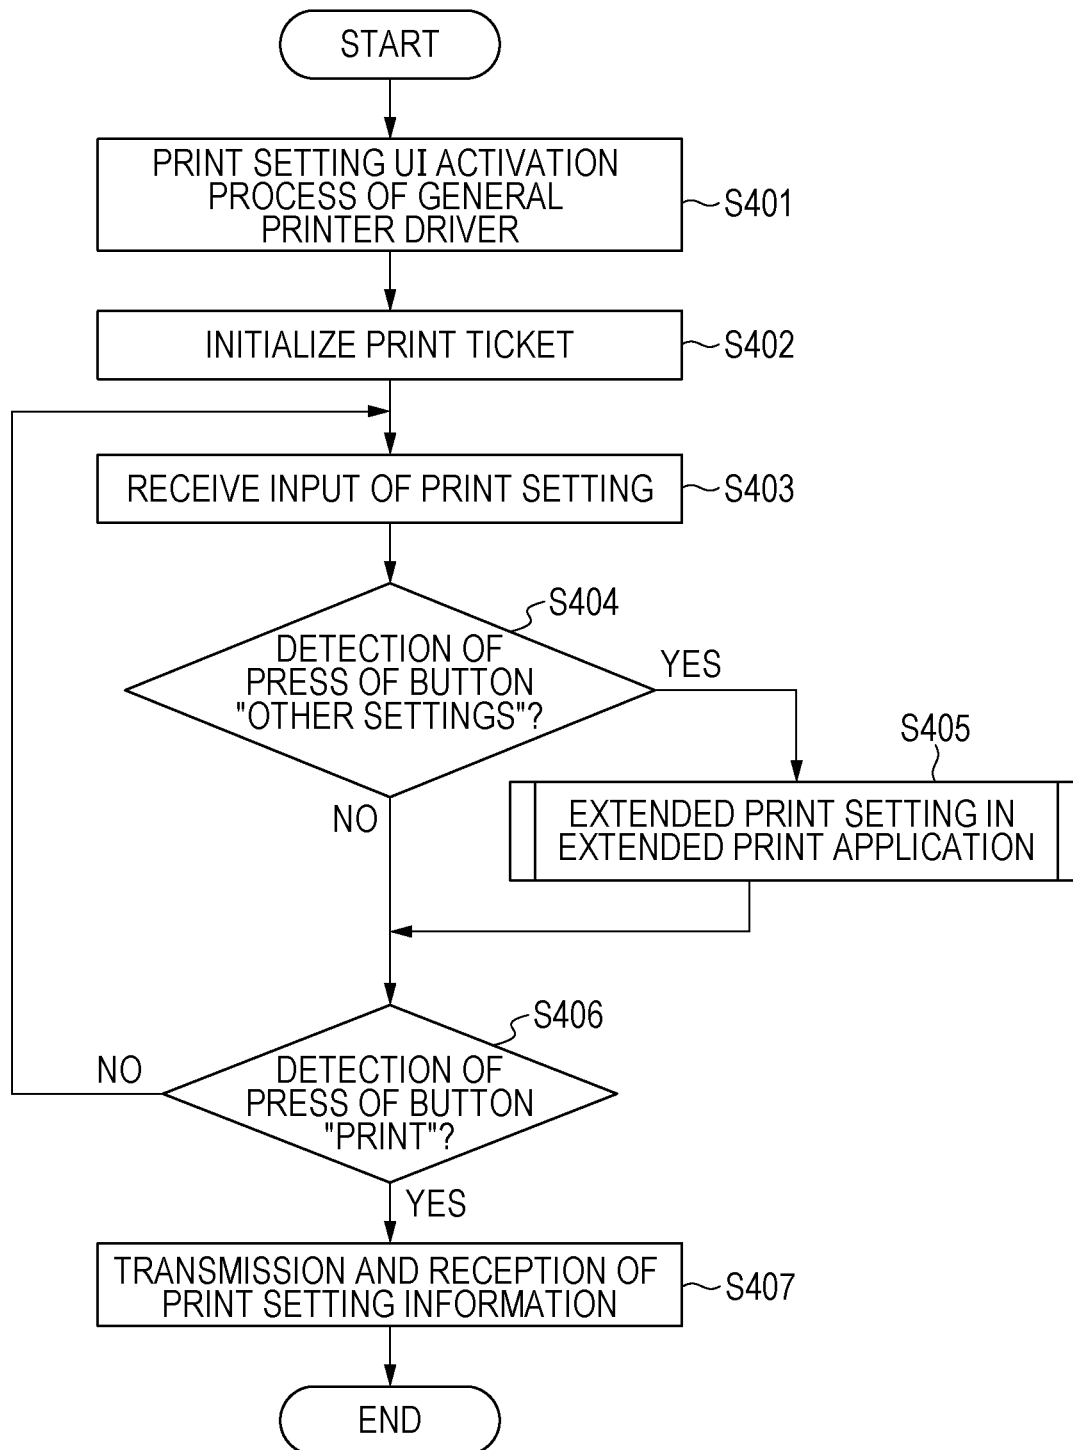 START
PRINT SETTING UI ACTIVATION
PROCESS OF GENERAL
PRINTER DRIVER
S401
INITIALIZE PRINT TICKET
S402
RECEIVE INPUT OF PRINT SETTING
S403
S404
DETECTION OF
PRESS OF BUTTON
"OTHER SETTINGS"?
YES
NO
S405
EXTENDED PRINT SETTING IN
EXTENDED PRINT APPLICATION
S406
DETECTION OF
PRESS OF BUTTON
"PRINT"?
NO
YES
TRANSMISSION AND RECEPTION OF
PRINT SETTING INFORMATION
S407
END